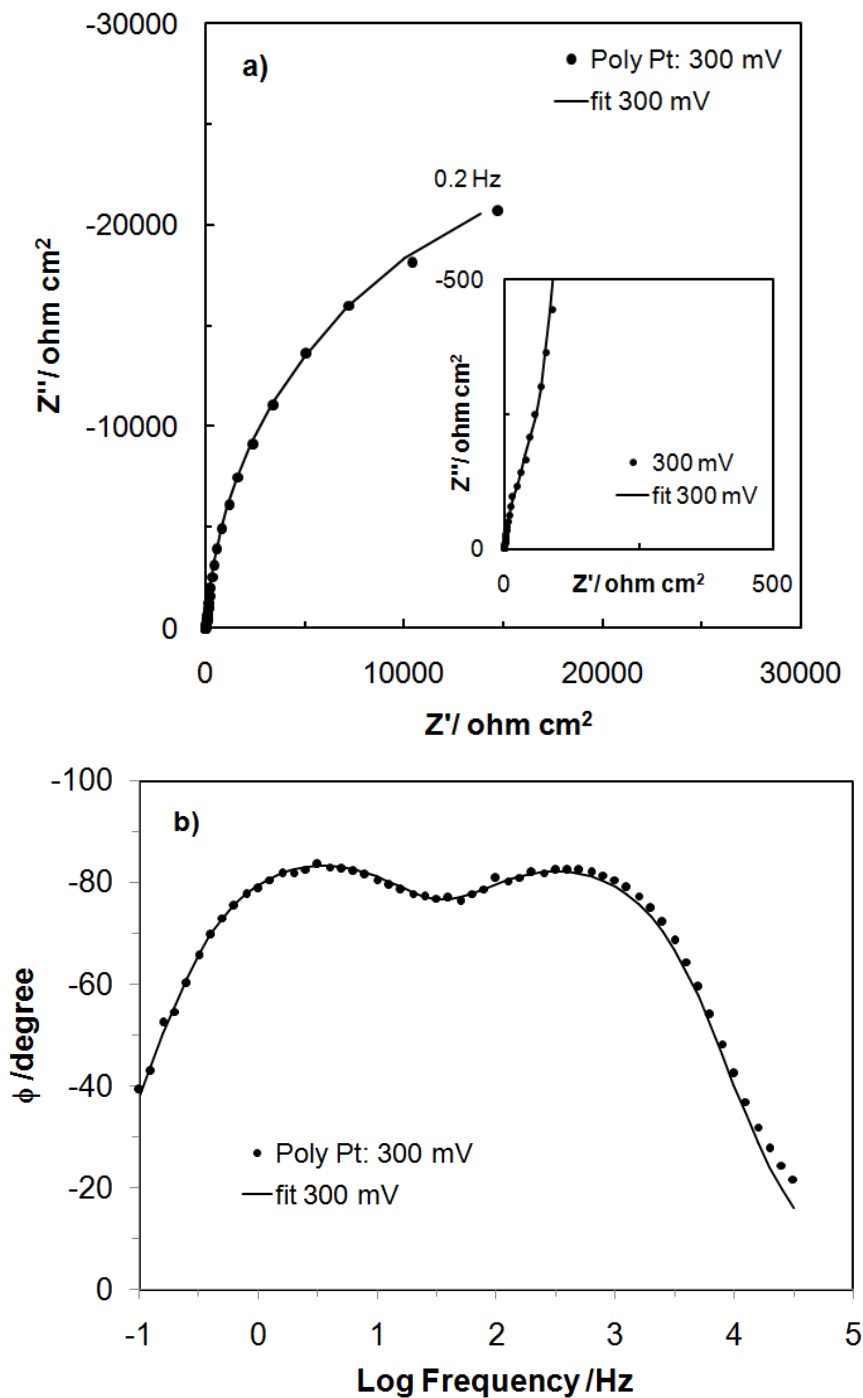 -30000
a)
Poly Pt: 300 mV
fit 300 mV
0.2 Hz
-20000
Z''/ ohm cm²
-500
Z''/ ohm cm²
300 mV
fit 300 mV
0
0
Z'/ ohm cm²
500
-10000
0
0
10000
20000
30000
Z'/ ohm cm²
-100
b)
-80
-60
ϕ /degree
-40
Poly Pt: 300 mV
fit 300 mV
-20
0
-1
0
1
2
3
4
5
Log Frequency /Hz